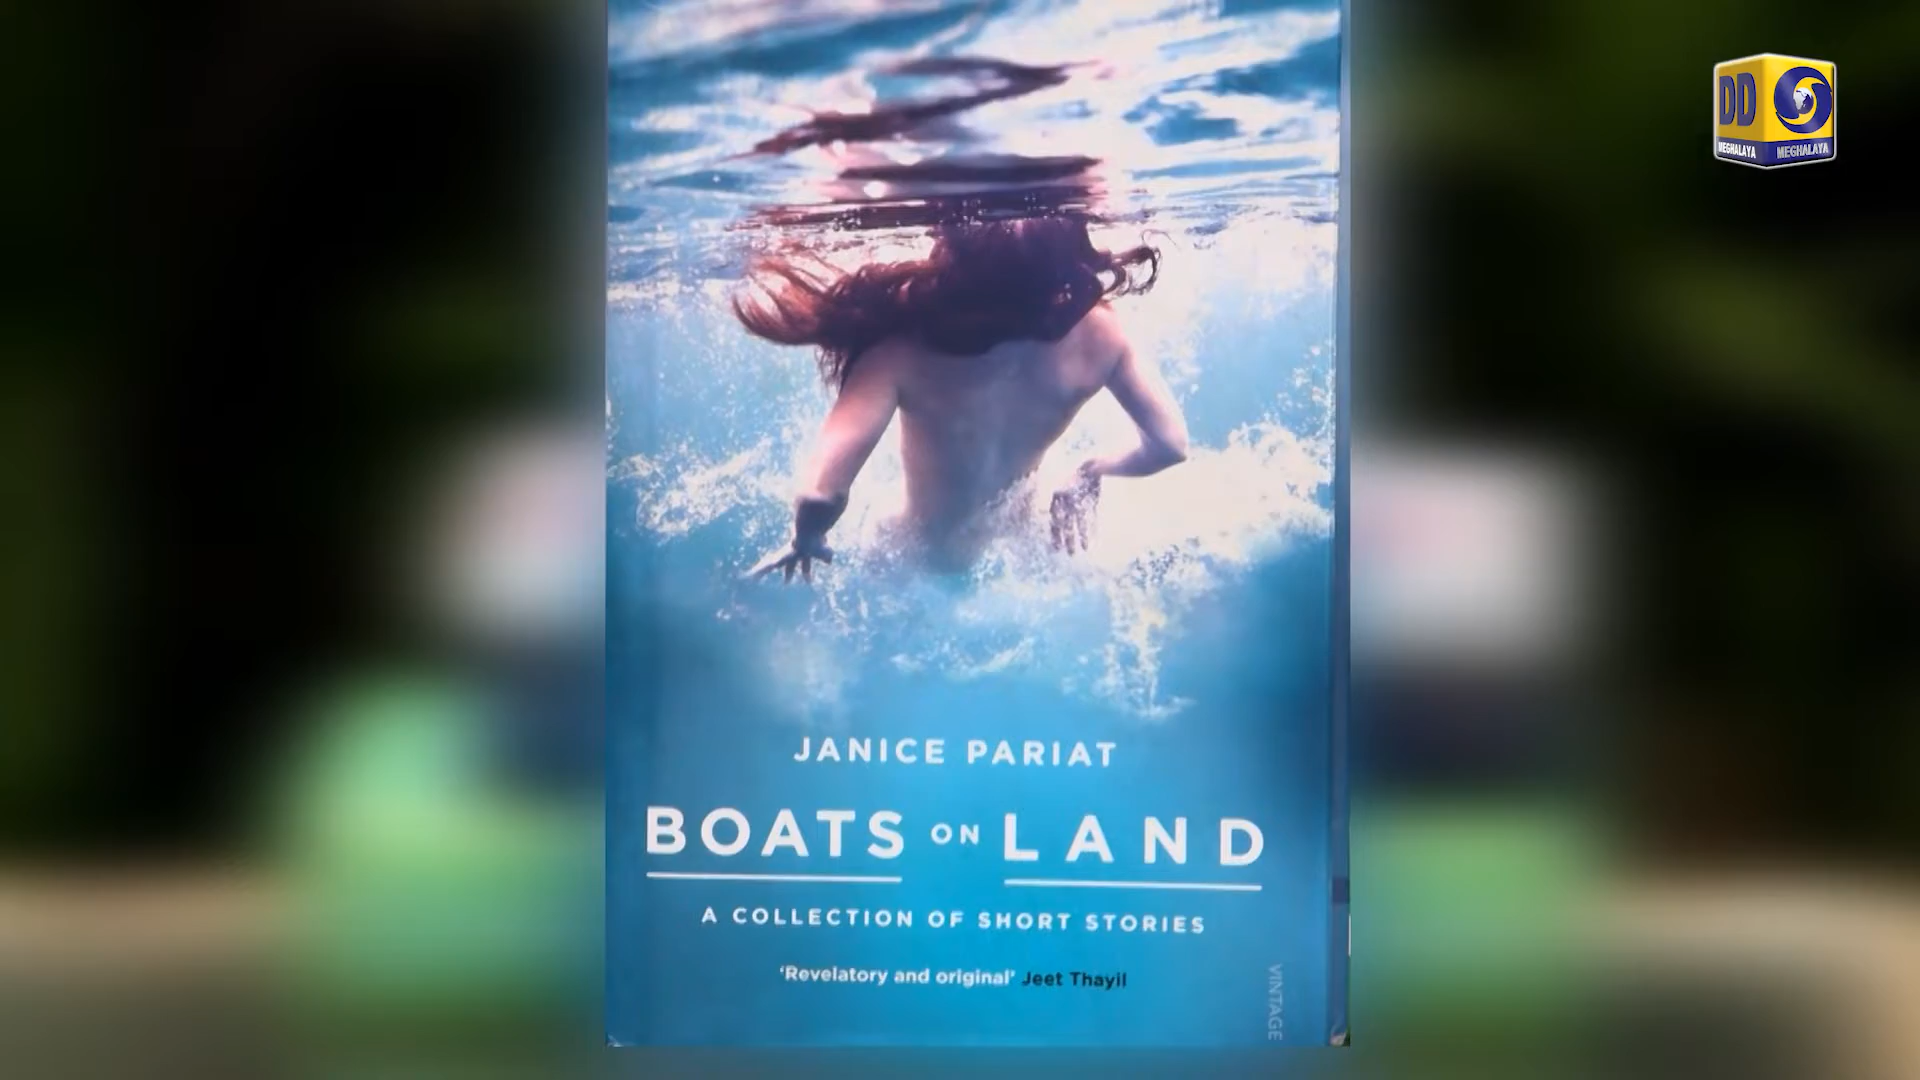 DD
MEGHALAYA MEGHALAYA
JANICE PARIAT
BOATS ON LAND
A COLLECTION OF SHORT STORIES
'Revelatory and original' Jeet Thayil
VINTAGE